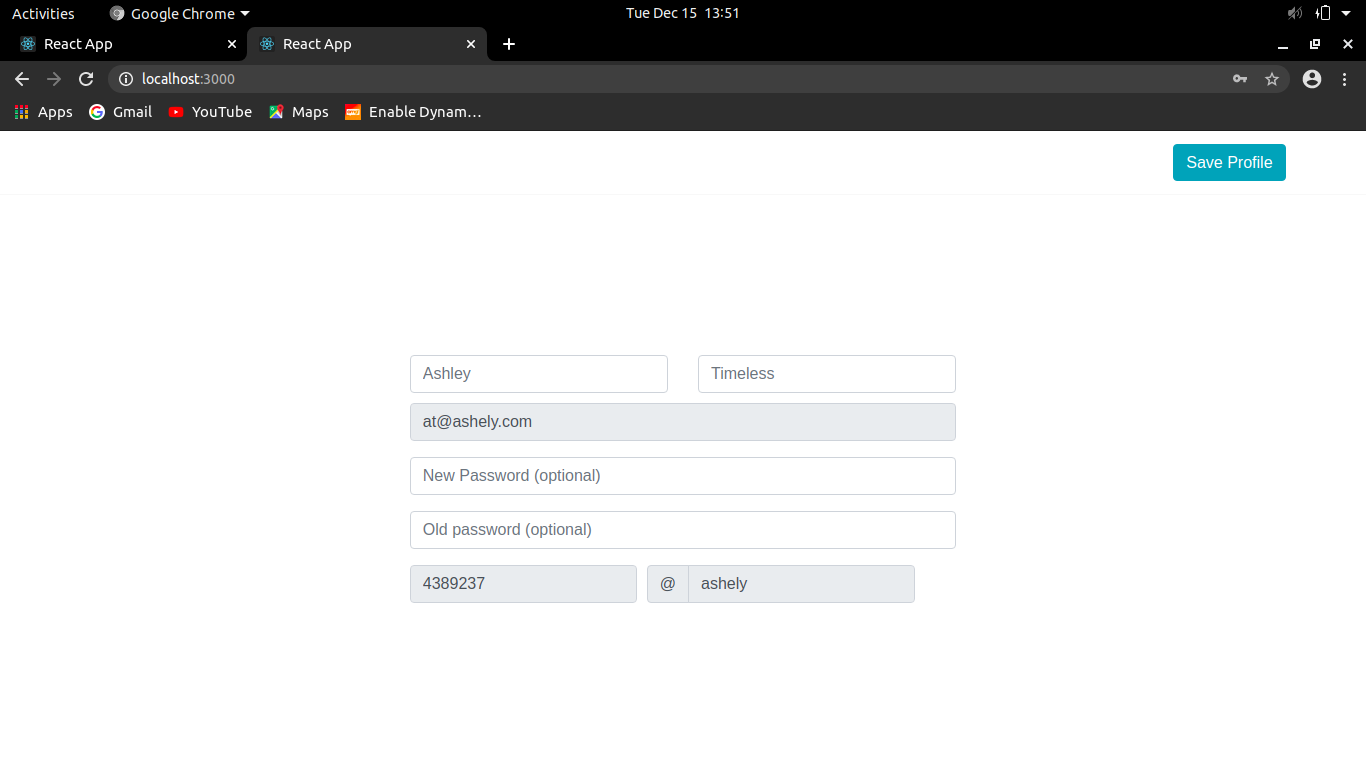 Activities Google Chrome Tue Dec 15 13:51
React App React App
localhost:3000
Apps Gmail YouTube Maps Enable Dynam…
Save Profile
Ashley Timeless
at@ashely.com
New Password (optional)
Old password (optional)
4389237 @ ashely